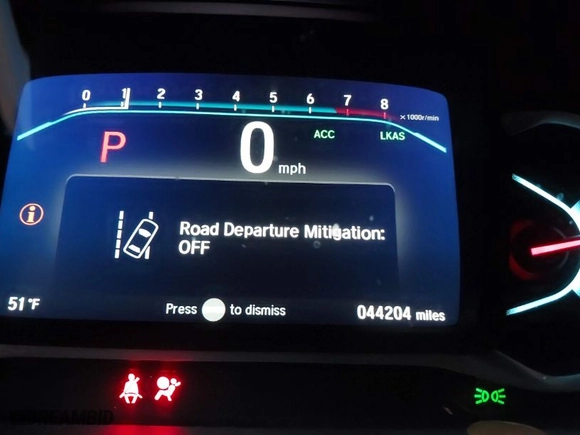 0 1 2 3 4 5 6 7 8
x1000r/min
P 0 mph
ACC LKAS
i
Road Departure Mitigation:
OFF
51°F Press to dismiss 044204 miles